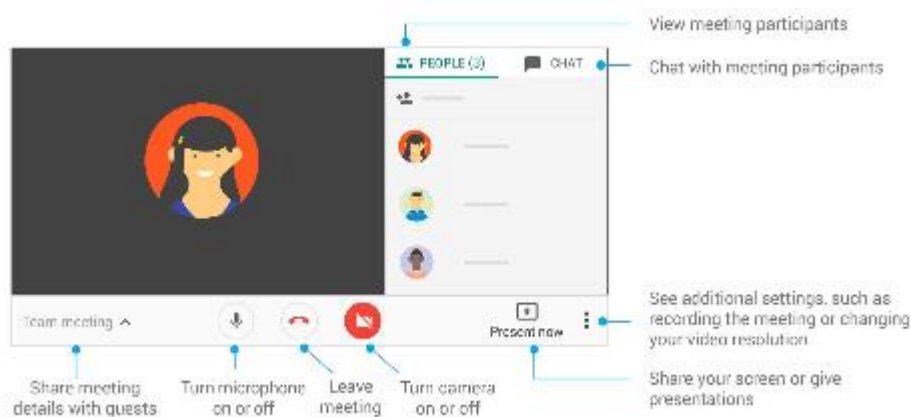 View meeting participants
PEOPLE (3)
CHAT
Chat with meeting participants
Team meeting
Present now
See additional settings, such as
recording the meeting or changing
your video resolution
Share meeting
details with guests
Turn microphone
on or off
Leave
meeting
Turn camera
on or off
Share your screen or give
presentations